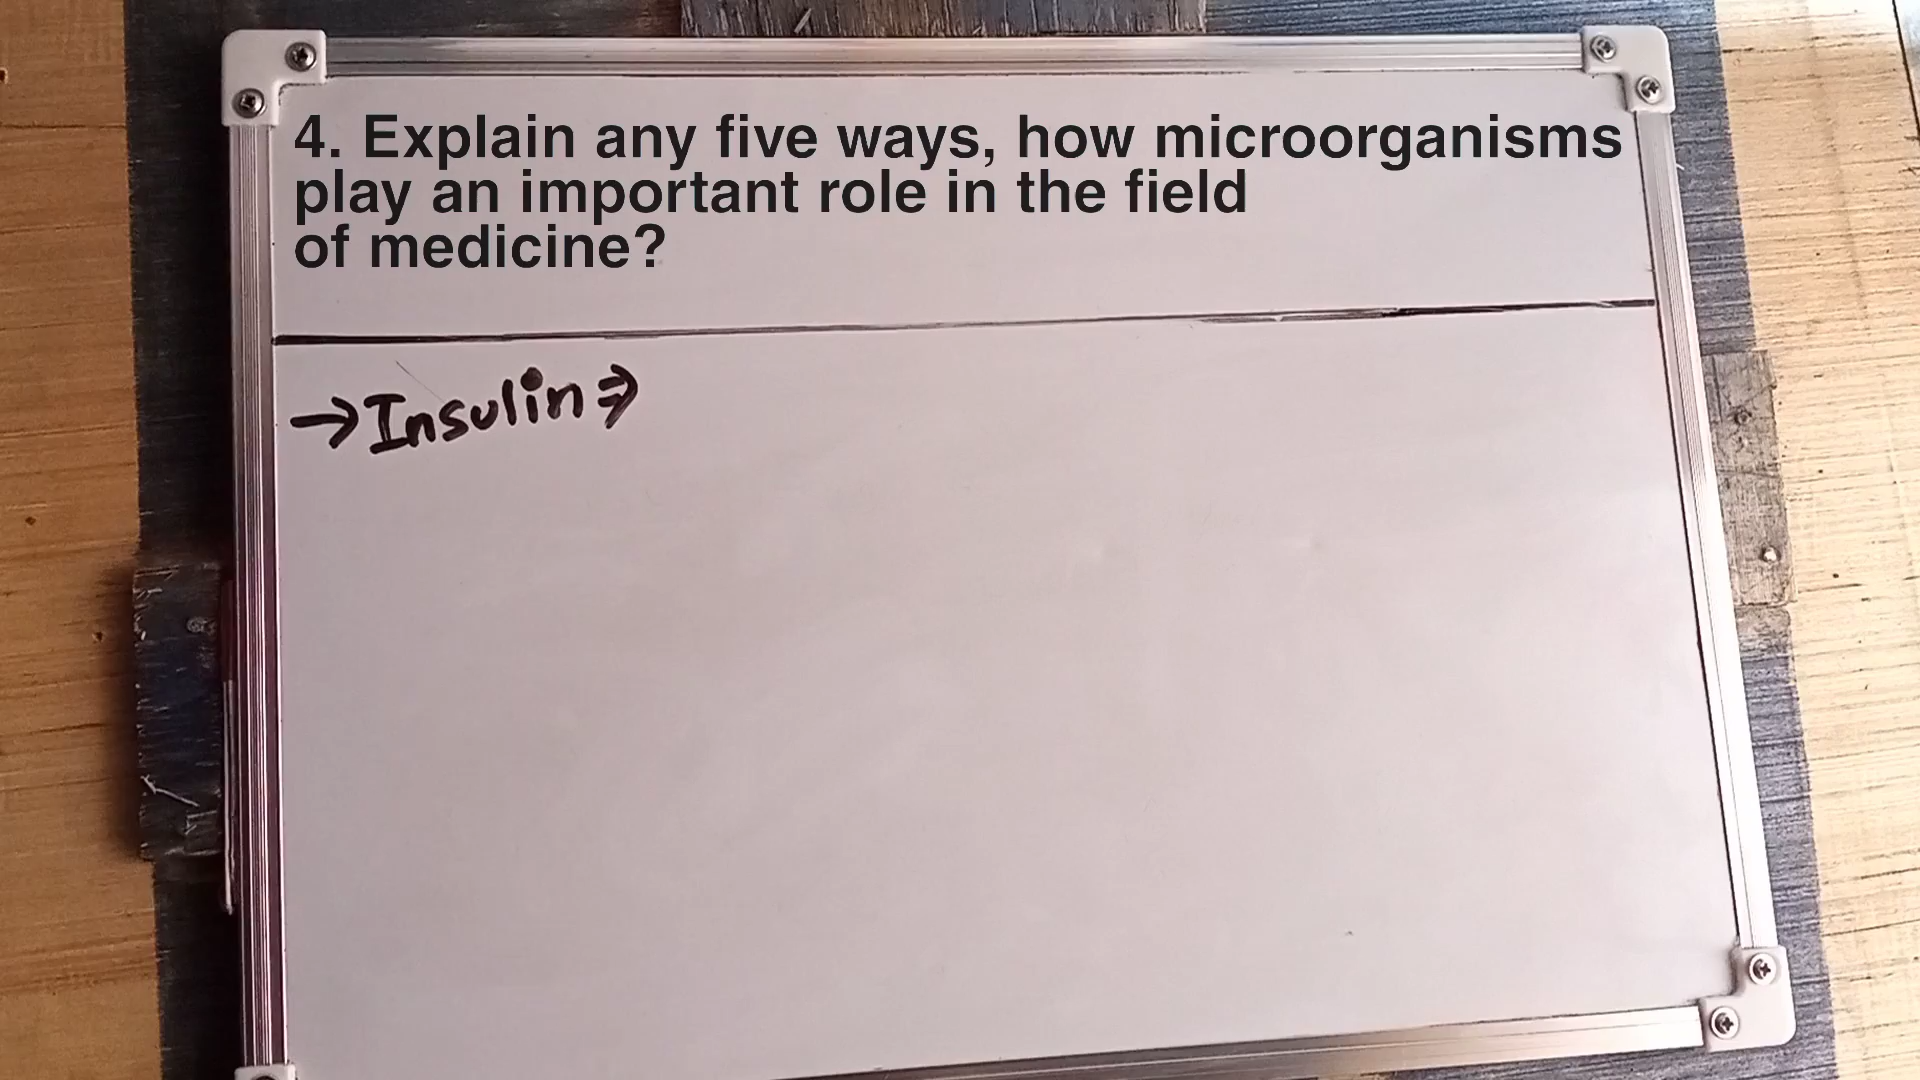 4. Explain any five ways, how microorganisms
play an important role in the field
of medicine?
→Insulin⇒